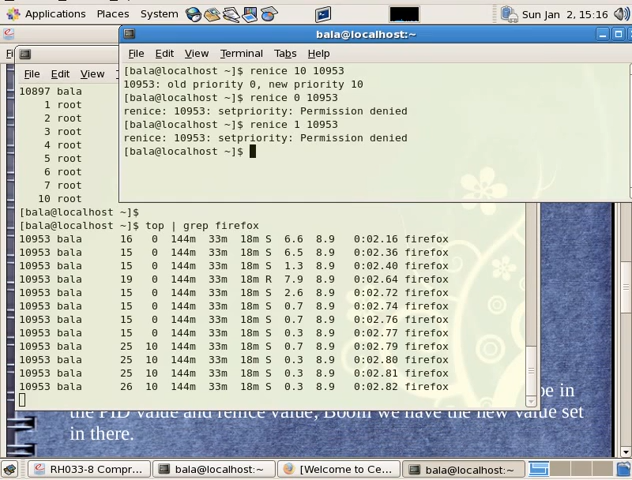 Applications Places System
Sun Jan 2, 15:16
bala@localhost:~
File Edit View Terminal Tabs Help
[bala@localhost ~]$ renice 10 10953
10953: old priority 0, new priority 10
[bala@localhost ~]$ renice 0 10953
renice: 10953: setpriority: Permission denied
[bala@localhost ~]$ renice 1 10953
renice: 10953: setpriority: Permission denied
[bala@localhost ~]$
File Edit View
10897 bala
1 root
2 root
3 root
4 root
5 root
6 root
7 root
10 root
[bala@localhost ~]$
[bala@localhost ~]$ top | grep firefox
10953 bala 16 0 144m 33m 18m S 6.6 8.9 0:02.16 firefox
10953 bala 15 0 144m 33m 18m S 6.5 8.9 0:02.36 firefox
10953 bala 15 0 144m 33m 18m S 1.3 8.9 0:02.40 firefox
10953 bala 19 0 144m 33m 18m R 7.9 8.9 0:02.64 firefox
10953 bala 15 0 144m 33m 18m S 2.6 8.9 0:02.72 firefox
10953 bala 15 0 144m 33m 18m S 0.7 8.9 0:02.74 firefox
10953 bala 15 0 144m 33m 18m S 0.7 8.9 0:02.76 firefox
10953 bala 15 0 144m 33m 18m S 0.3 8.9 0:02.77 firefox
10953 bala 25 10 144m 33m 18m S 0.7 8.9 0:02.79 firefox
10953 bala 25 10 144m 33m 18m S 0.3 8.9 0:02.80 firefox
10953 bala 25 10 144m 33m 18m S 0.3 8.9 0:02.81 firefox
10953 bala 26 10 144m 33m 18m S 0.3 8.9 0:02.82 firefox
in
the PID value and renice value, Boom we have the new value set
in there.
RH033-8 Compr... bala@localhost:~ [Welcome to Ce... bala@localhost:~